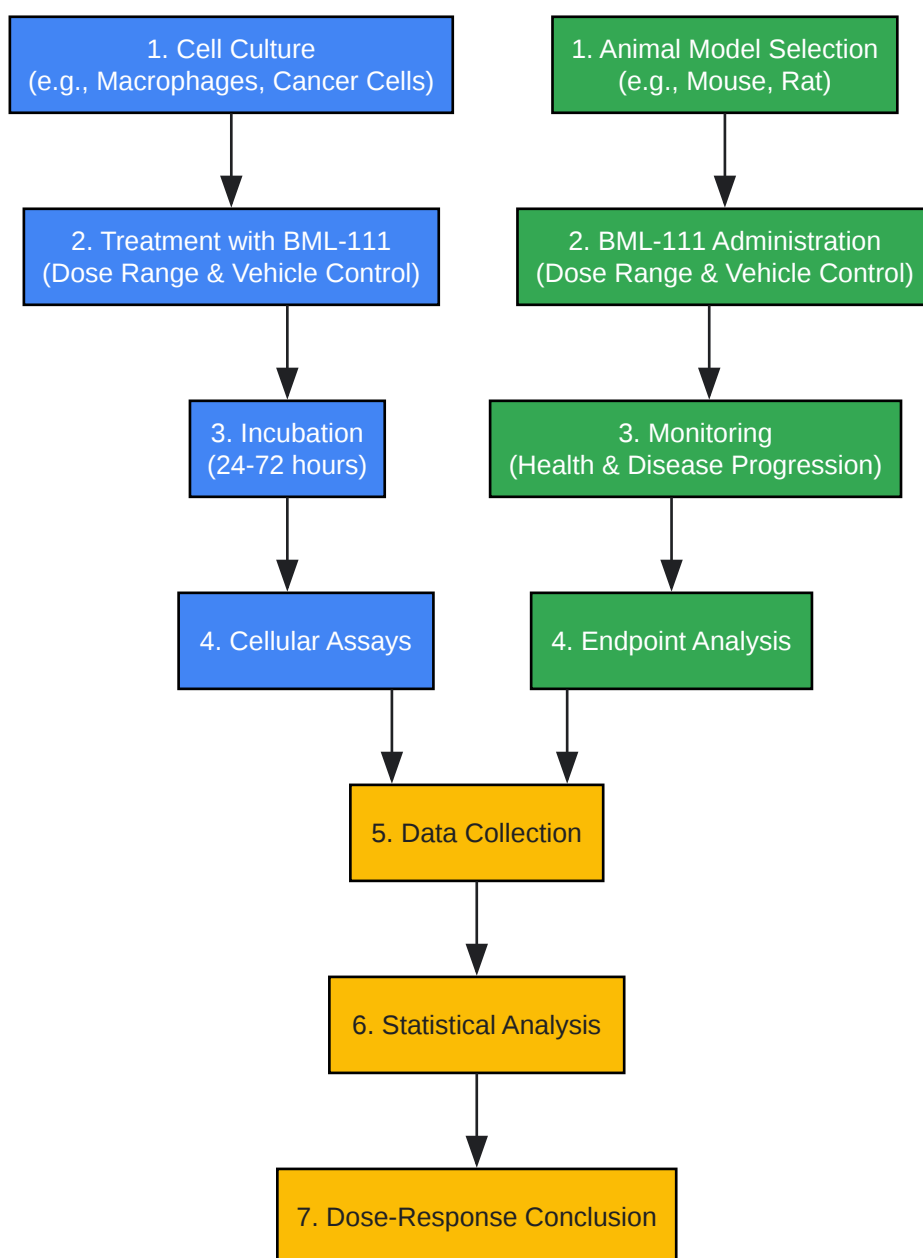 1. Cell Culture
(e.g., Macrophages, Cancer Cells)
1. Animal Model Selection
(e.g., Mouse, Rat)
2. Treatment with BML-111
(Dose Range & Vehicle Control)
2. BML-111 Administration
(Dose Range & Vehicle Control)
3. Incubation
(24-72 hours)
3. Monitoring
(Health & Disease Progression)
4. Cellular Assays
4. Endpoint Analysis
5. Data Collection
6. Statistical Analysis
7. Dose-Response Conclusion